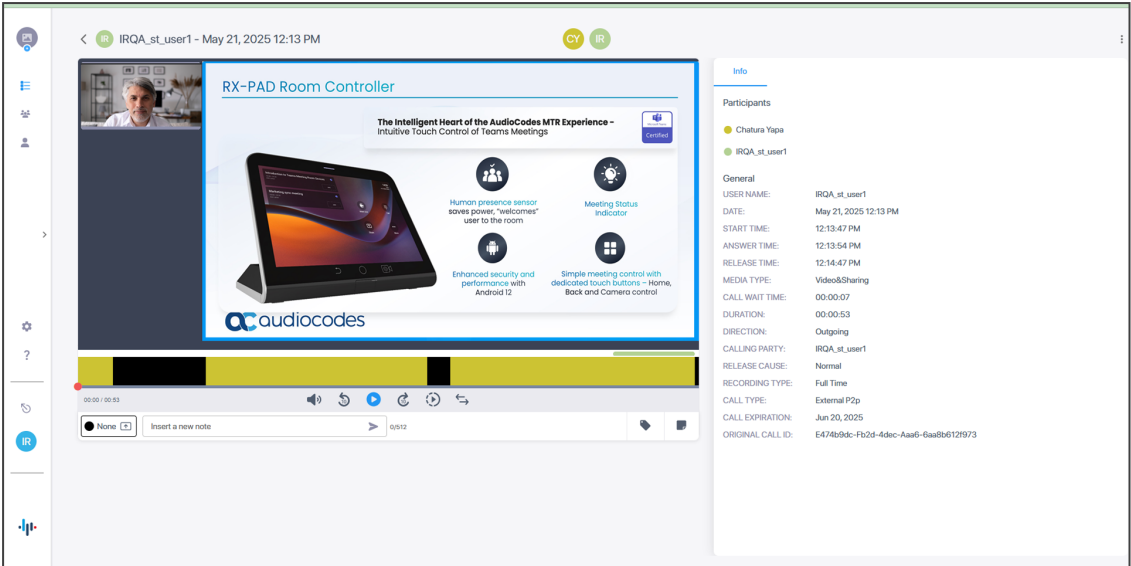 IR IRQA_st_user1 - May 21, 2025 12:13 PM
CY IR
RX-PAD Room Controller
The Intelligent Heart of the AudioCodes MTR Experience -
Intuitive Touch Control of Teams Meetings
Certified
Human presence sensor
saves power, "welcomes"
user to the room
Meeting Status
Indicator
Enhanced security and
performance with
Android 12
Simple meeting control with
dedicated touch buttons – Home,
Back and Camera control
audiocodes
00:00 / 00:53
None
Insert a new note
0/512
?
IR
Info
Participants
Chatura Yapa
IRQA_st_user1
General
USER NAME: IRQA_st_user1
DATE: May 21, 2025 12:13 PM
START TIME: 12:13:47 PM
ANSWER TIME: 12:13:54 PM
RELEASE TIME: 12:14:47 PM
MEDIA TYPE: Video&Sharing
CALL WAIT TIME: 00:00:07
DURATION: 00:00:53
DIRECTION: Outgoing
CALLING PARTY: IRQA_st_user1
RELEASE CAUSE: Normal
RECORDING TYPE: Full Time
CALL TYPE: External P2p
CALL EXPIRATION: Jun 20, 2025
ORIGINAL CALL ID: E474b9dc-Fb2d-4dec-Aaa6-6aa8b612f973